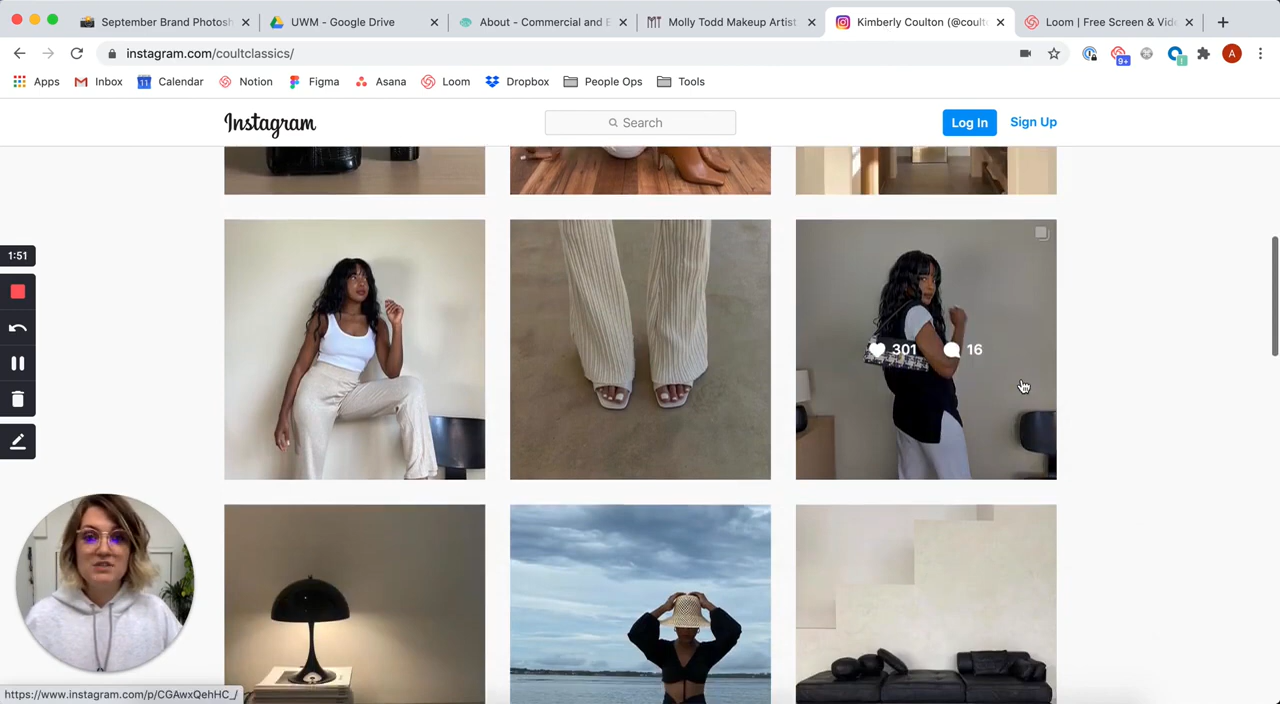 September Brand Photosh
UWM - Google Drive
About - Commercial and E
Molly Todd Makeup Artist
Kimberly Coulton (@coult
Loom | Free Screen & Vide
instagram.com/coultclassics/
9+
A
Apps
Inbox
11 Calendar
Notion
Figma
Asana
Loom
Dropbox
People Ops
Tools
Instagram
Search
Log In
Sign Up
1:51
301 16
https://www.instagram.com/p/CGAwxQehHC_/